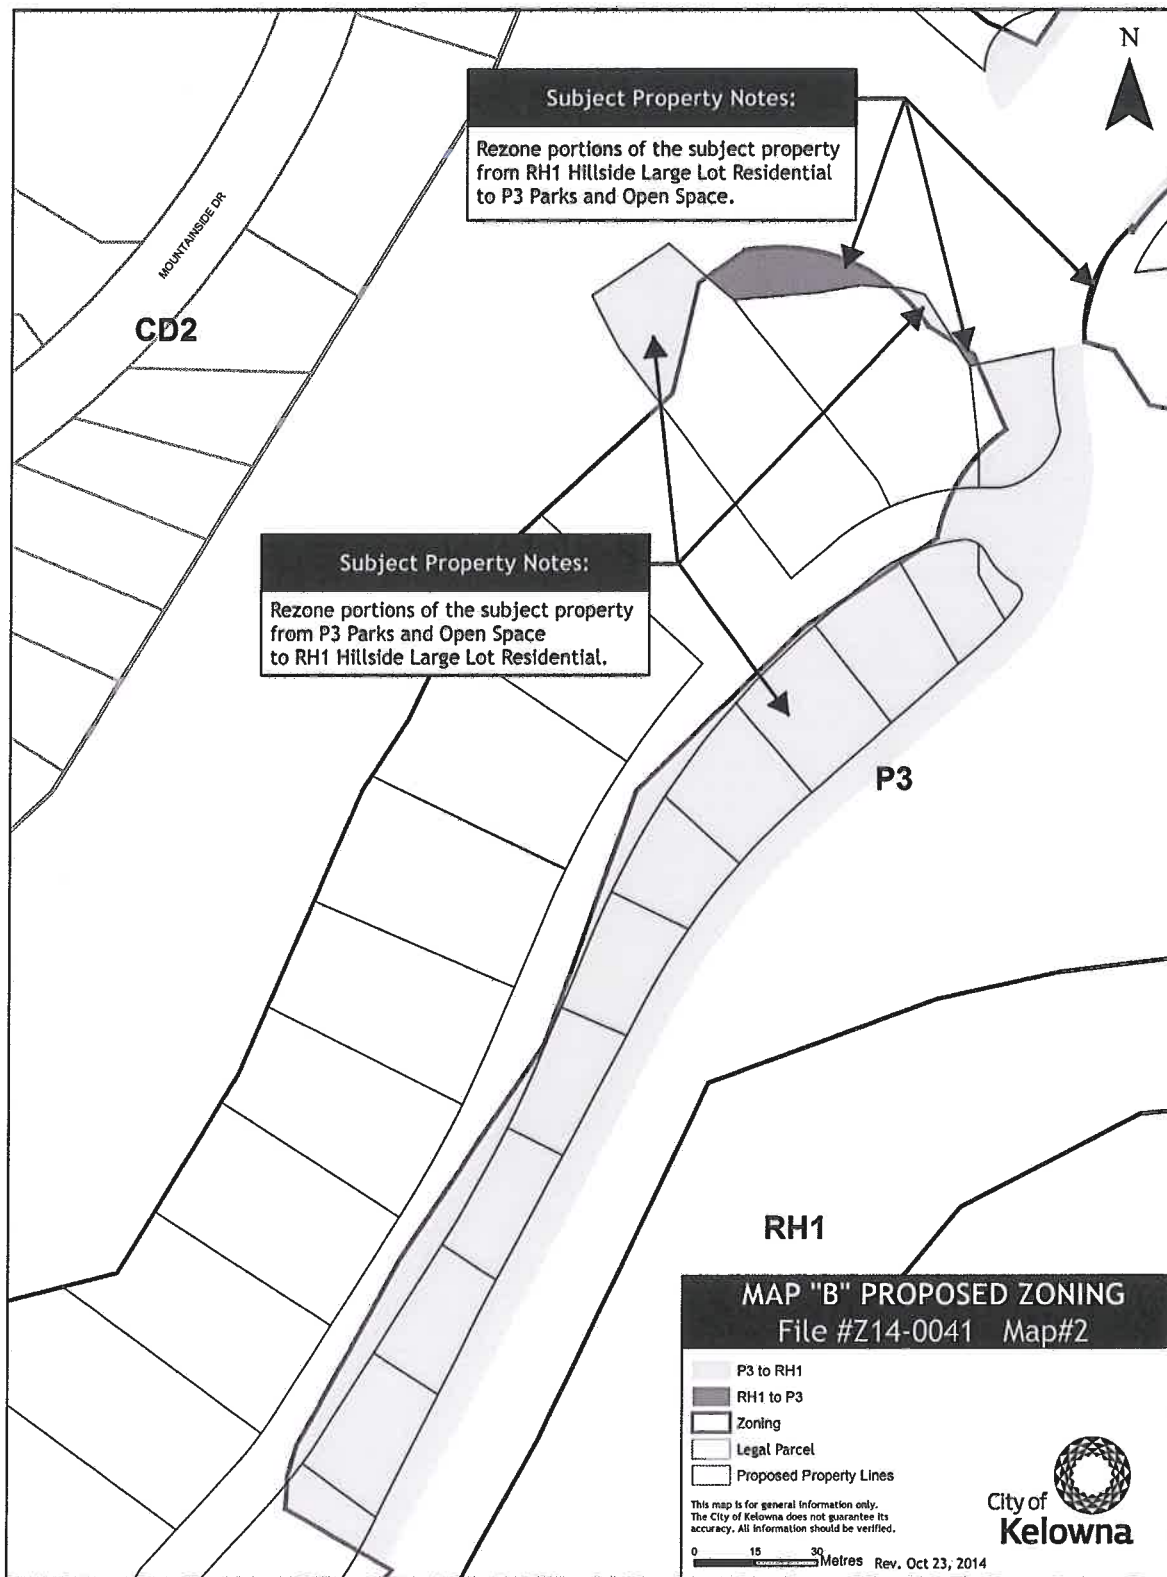 N
Subject Property Notes:
Rezone portions of the subject property
from RH1 Hillside Large Lot Residential
to P3 Parks and Open Space.
MOUNTAINSIDE DR
CD2
Subject Property Notes:
Rezone portions of the subject property
from P3 Parks and Open Space
to RH1 Hillside Large Lot Residential.
P3
RH1
MAP "B" PROPOSED ZONING
File #Z14-0041 Map#2
P3 to RH1
RH1 to P3
Zoning
Legal Parcel
Proposed Property Lines
This map is for general information only.
The City of Kelowna does not guarantee its
accuracy. All information should be verified.
City of
Kelowna
0 15 30
Metres Rev. Oct 23, 2014